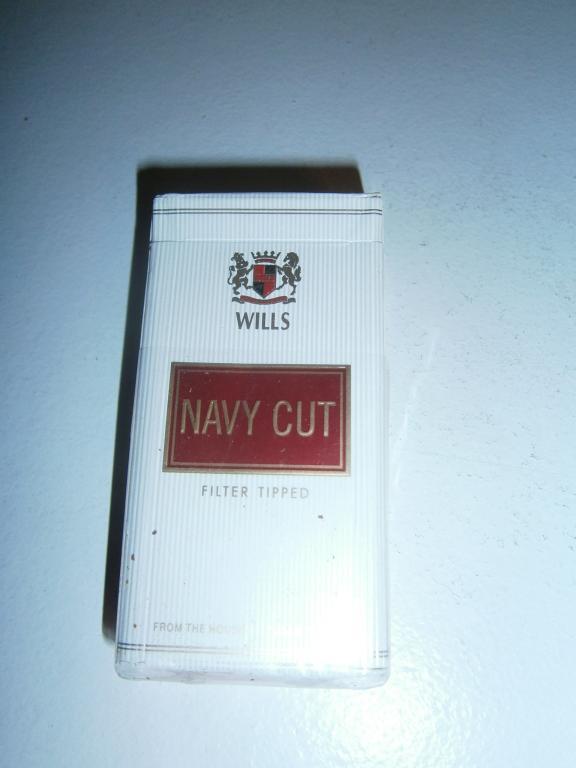 WILLS
NAVY CUT
FILTER TIPPED
FROM THE HOUSE